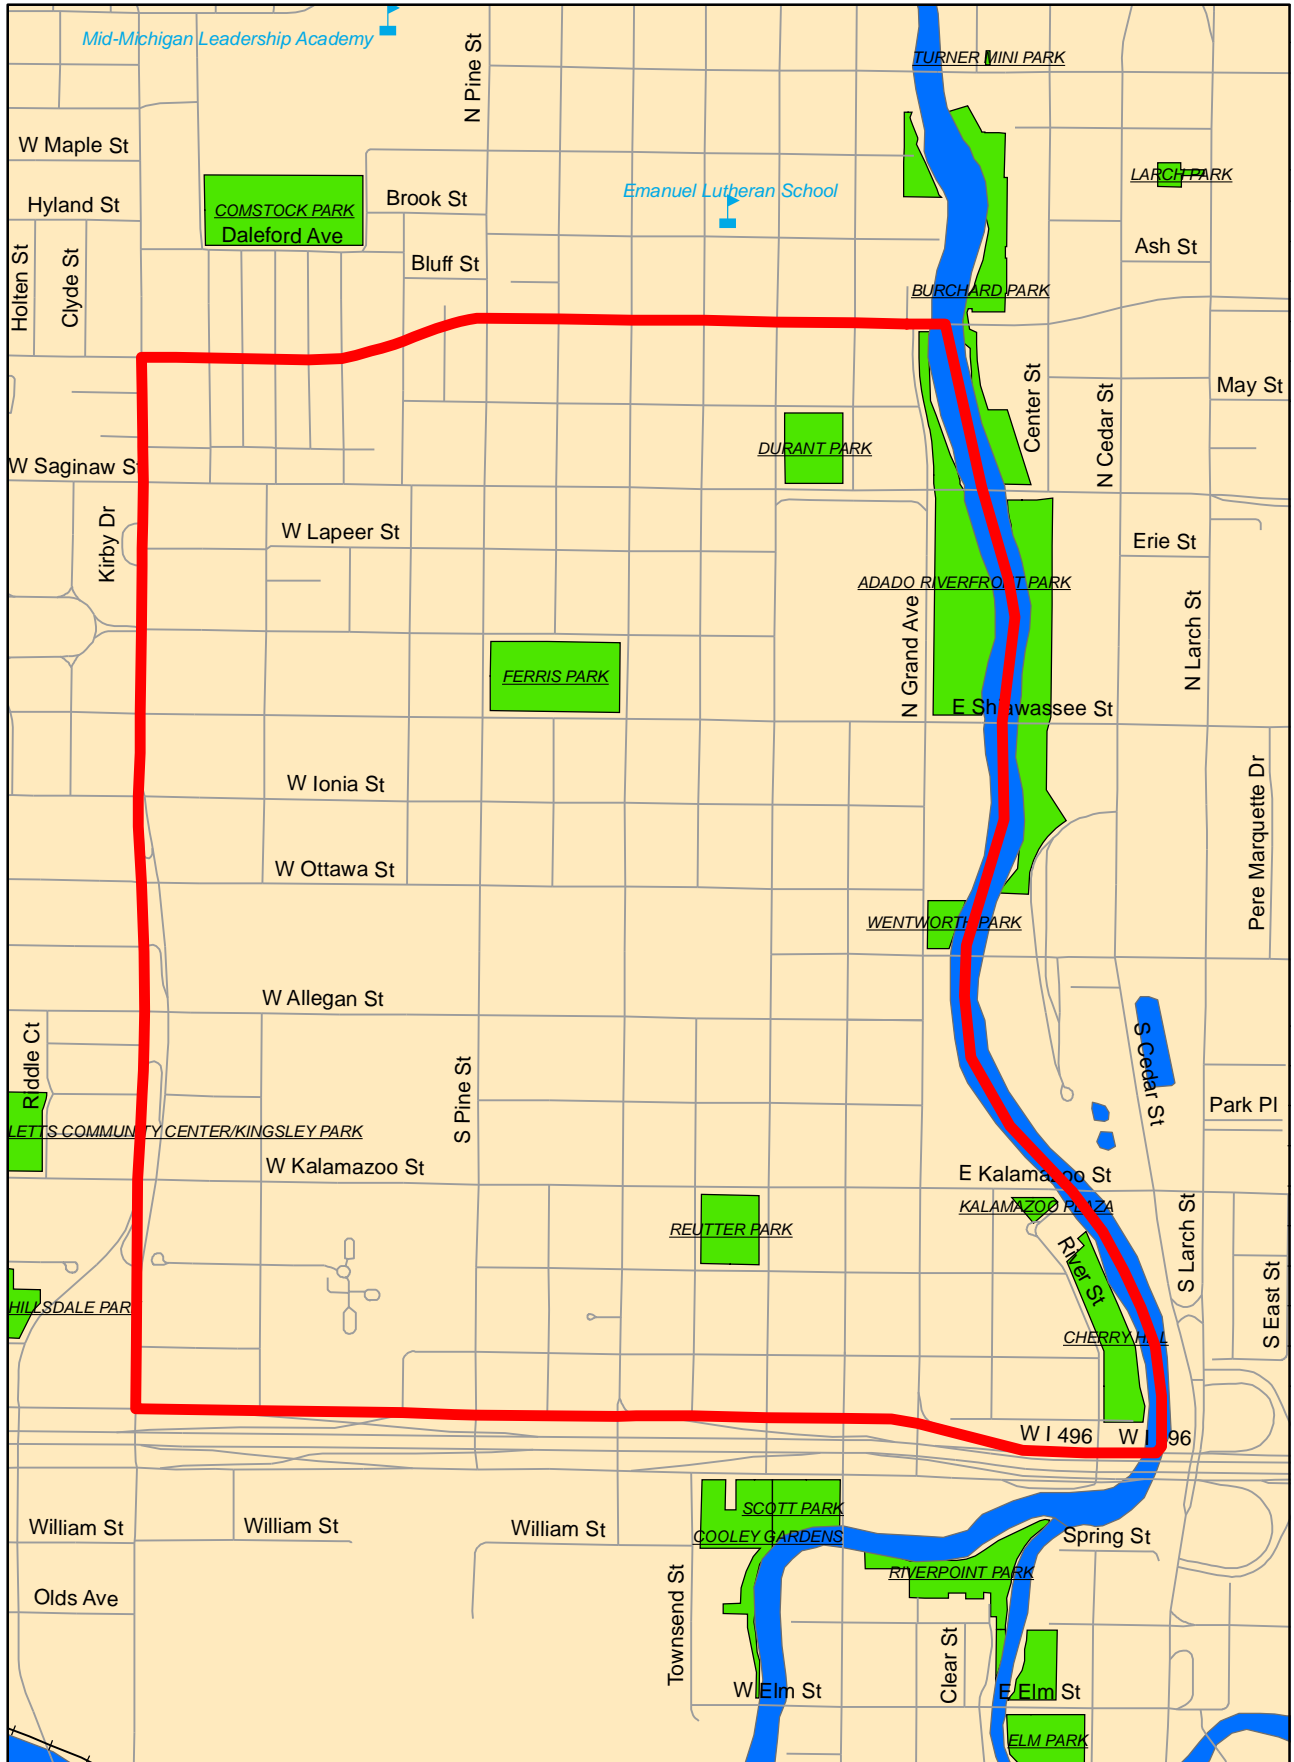 Mid-Michigan Leadership Academy
N Pine St
TURNER MINI PARK
W Maple St
LARCH PARK
Emanuel Lutheran School
Brook St
Hyland St
COMSTOCK PARK
Daleford Ave
Ash St
Bluff St
Holten St
Clyde St
BURCHARD PARK
May St
Center St
N Cedar St
DURANT PARK
W Saginaw St
W Lapeer St
Kirby Dr
Erie St
ADADO RIVERFRONT PARK
N Grand Ave
N Larch St
FERRIS PARK
E Shiawassee St
W Ionia St
Pere Marquette Dr
W Ottawa St
WENTWORTH PARK
W Allegan St
Riddle Ct
S Pine St
S Cedar St
Park Pl
LETTS COMMUNITY CENTER/KINGSLEY PARK
W Kalamazoo St
E Kalamazoo St
KALAMAZOO PLAZA
REUTTER PARK
River St
S Larch St
S East St
HILLSDALE PARK
CHERRY HILL
W I 496
W I 496
SCOTT PARK
William St
William St
William St
COOLEY GARDENS
Spring St
RIVERPOINT PARK
Olds Ave
Townsend St
Clear St
W Elm St
E Elm St
ELM PARK